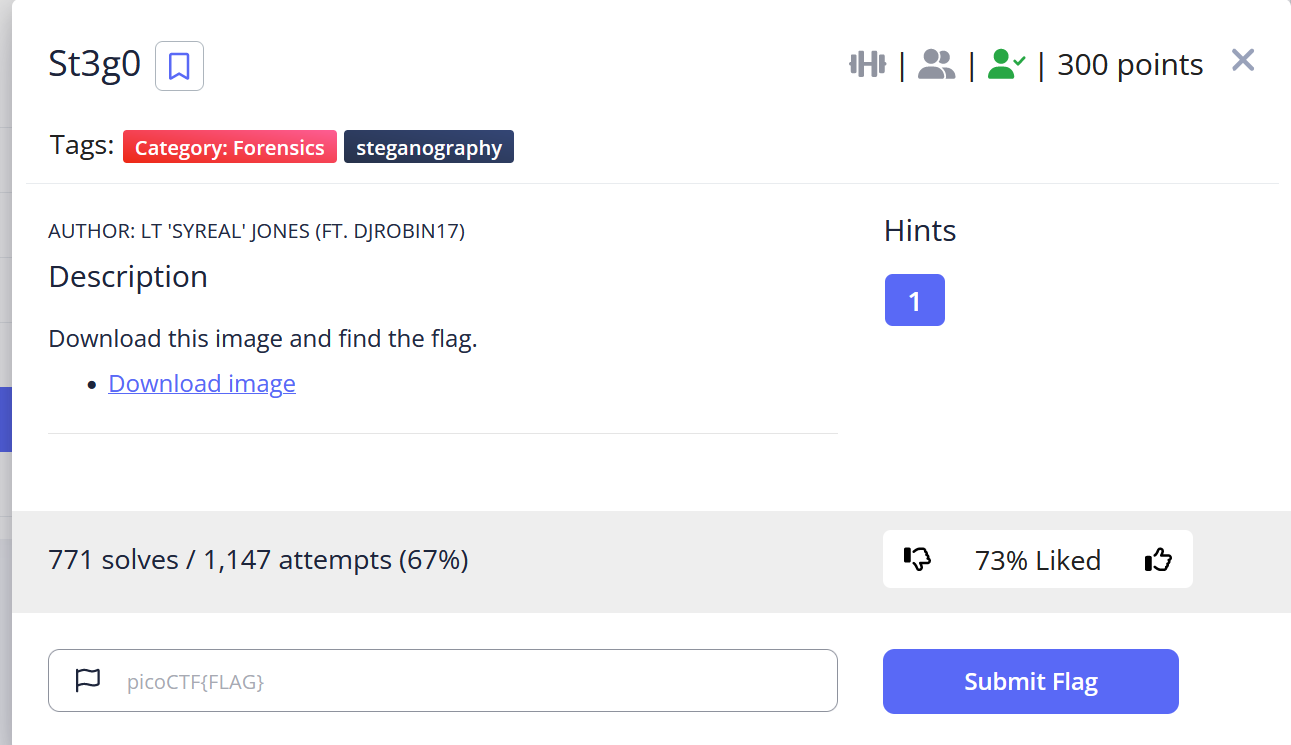 St3g0
| | | 300 points
Tags: Category: Forensics steganography
AUTHOR: LT 'SYREAL' JONES (FT. DJROBIN17)
Hints
Description
1
Download this image and find the flag.
• Download image
771 solves / 1,147 attempts (67%)
73% Liked
picoCTF{FLAG}
Submit Flag